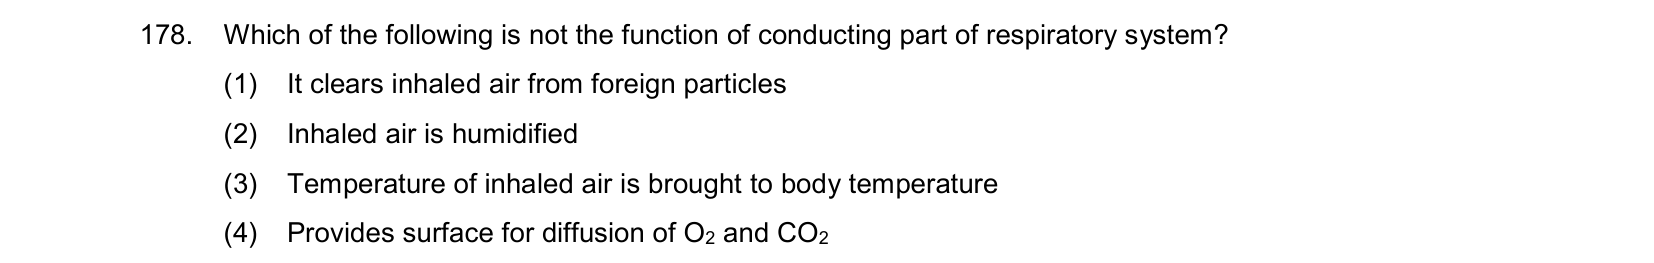 178. Which of the following is not the function of conducting part of respiratory system?
(1) It clears inhaled air from foreign particles
(2) Inhaled air is humidified
(3) Temperature of inhaled air is brought to body temperature
(4) Provides surface for diffusion of O₂ and CO₂